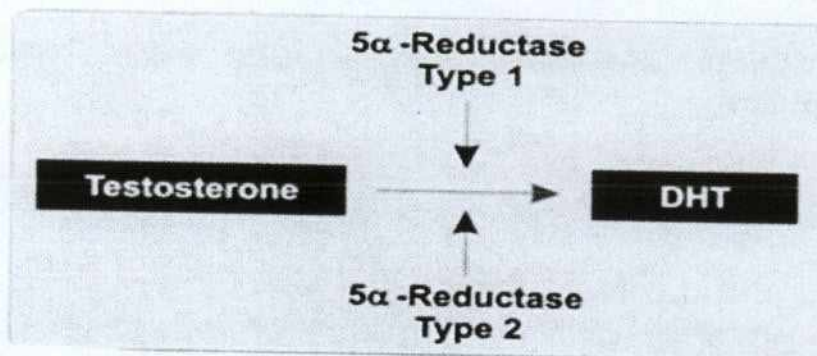 5α -Reductase
Type 1
Testosterone
DHT
5α -Reductase
Type 2